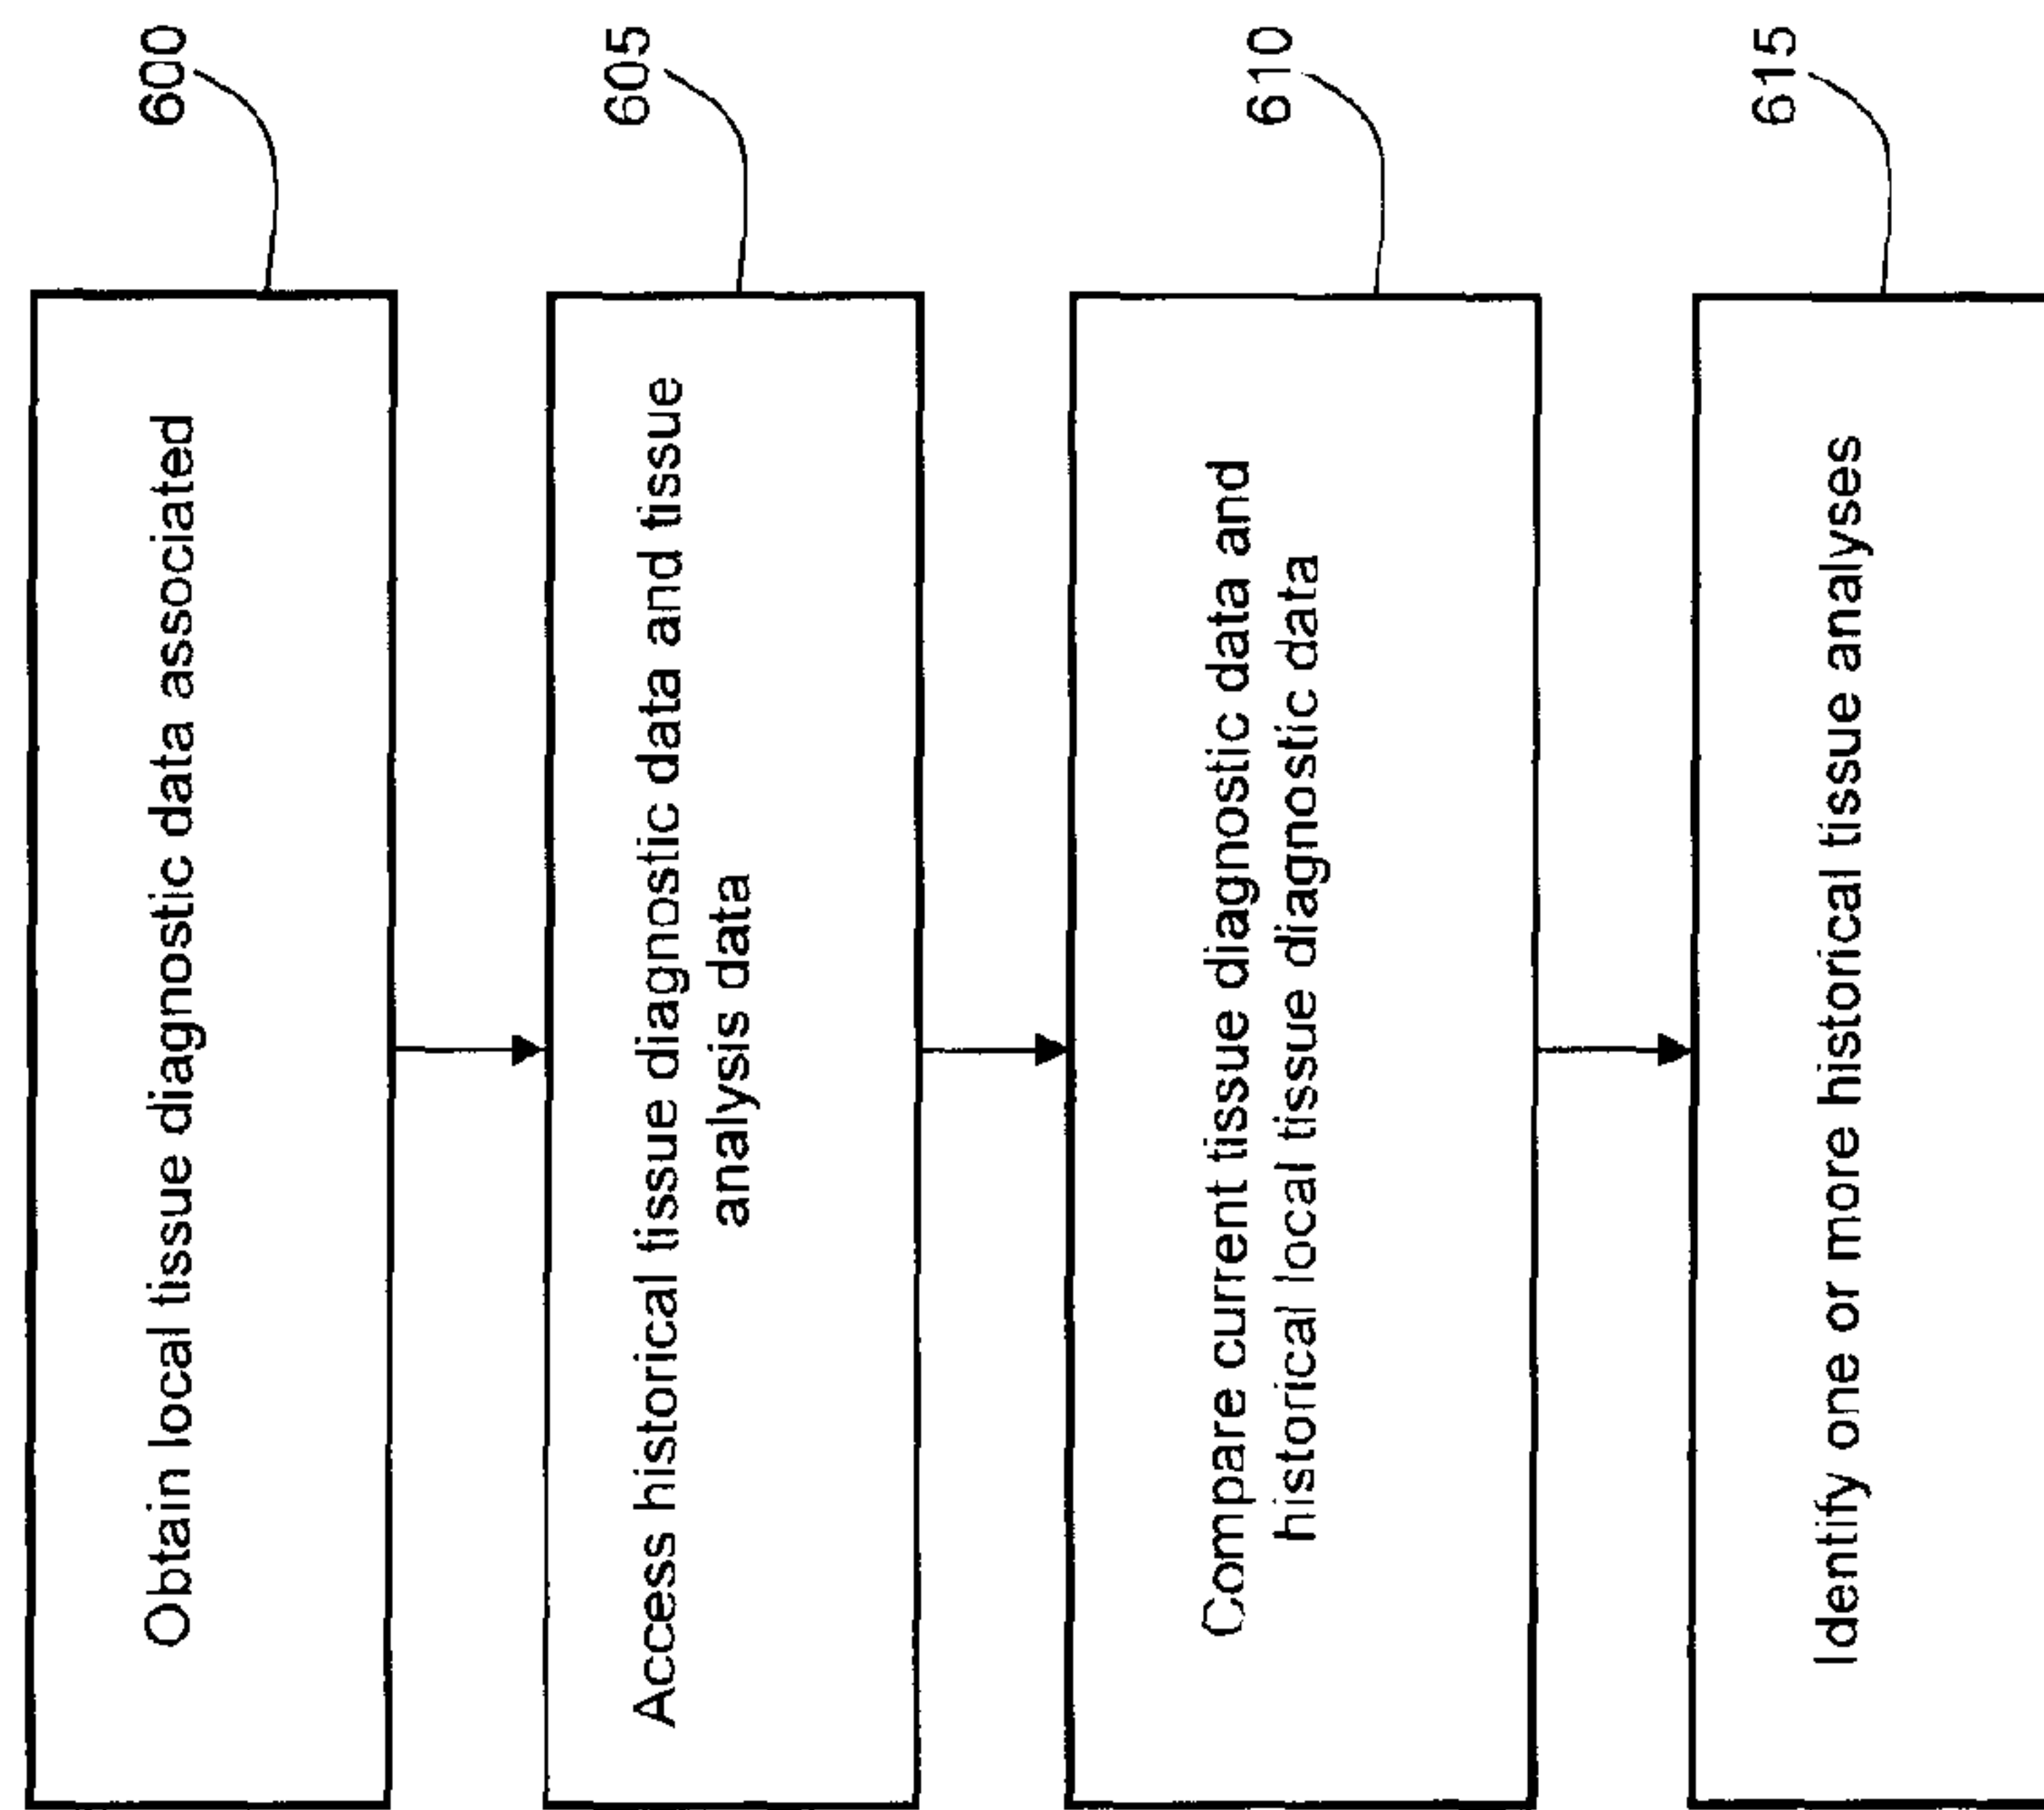 Obtain local tissue diagnostic data associated
600
Access historical tissue diagnostic data and tissue
analysis data
605
Compare current tissue diagnostic data and
historical local tissue diagnostic data
610
Identify one or more historical tissue analyses
615